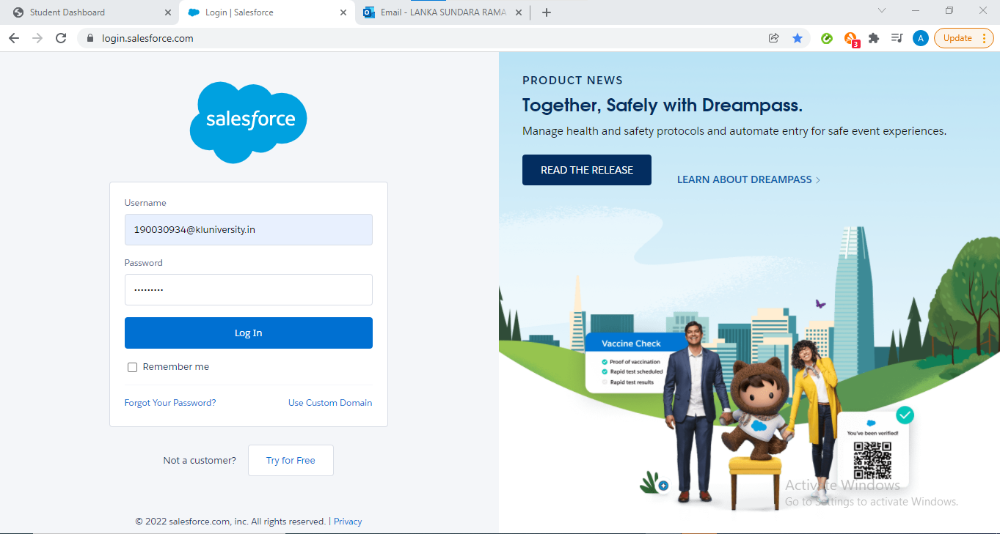 Student Dashboard
Login | Salesforce
Email - LANKA SUNDARA RAMA
login.salesforce.com
3
A
Update
salesforce
Username
190030934@kluniversity.in
Password
•••••••••
Log In
Remember me
Forgot Your Password?
Use Custom Domain
Not a customer?
Try for Free
© 2022 salesforce.com, inc. All rights reserved. | Privacy
PRODUCT NEWS
Together, Safely with Dreampass.
Manage health and safety protocols and automate entry for safe event experiences.
READ THE RELEASE
LEARN ABOUT DREAMPASS >
Vaccine Check
Proof of vaccination
Rapid test scheduled
Rapid test results
You've been verified!
Activate Windows
Go to Settings to activate Windows.